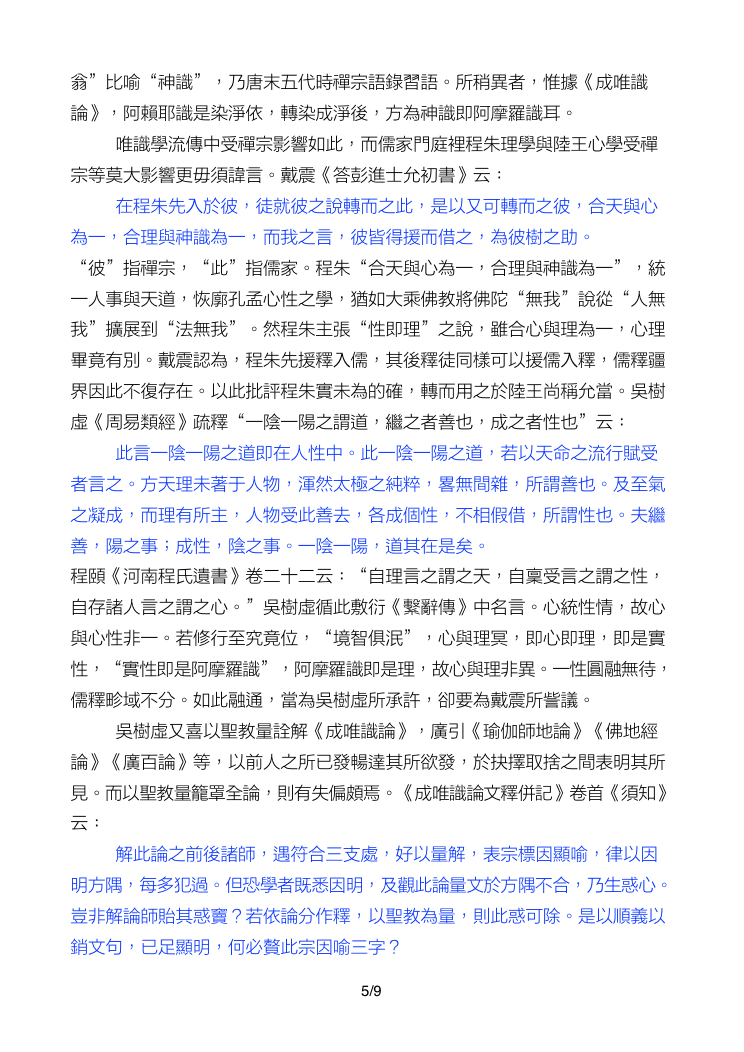 翁”比喻“神識”，乃唐末五代時禪宗語錄習語。所稍異者，惟據《成唯識
論》，阿賴耶識是染淨依，轉染成淨後，方為神識即阿摩羅識耳。
唯識學流傳中受禪宗影響如此，而儒家門庭裡程朱理學與陸王心學受禪
宗等莫大影響更毋須諱言。戴震《答彭進士允初書》云：
在程朱先入於彼，徒就彼之說轉而之此，是以又可轉而之彼，合天與心
為一，合理與神識為一，而我之言，彼皆得援而借之，為彼樹之助。
“彼”指禪宗，“此”指儒家。程朱“合天與心為一，合理與神識為一”，統
一人事與天道，恢廓孔孟心性之學，猶如大乘佛教將佛陀“無我”說從“人無
我”擴展到“法無我”。然程朱主張“性即理”之說，雖合心與理為一，心理
畢竟有別。戴震認為，程朱先援釋入儒，其後釋徒同樣可以援儒入釋，儒釋疆
界因此不復存在。以此批評程朱實未為的確，轉而用之於陸王尚稱允當。吳樹
虛《周易類經》疏釋“一陰一陽之謂道，繼之者善也，成之者性也”云：
此言一陰一陽之道即在人性中。此一陰一陽之道，若以天命之流行賦受
者言之。方天理未著于人物，渾然太極之純粹，畧無間雜，所謂善也。及至氣
之凝成，而理有所主，人物受此善去，各成個性，不相假借，所謂性也。夫繼
善，陽之事；成性，陰之事。一陰一陽，道其在是矣。
程頤《河南程氏遺書》卷二十二云：“自理言之謂之天，自稟受言之謂之性，
自存諸人言之謂之心。”吳樹虛循此敷衍《繫辭傳》中名言。心統性情，故心
與心性非一。若修行至究竟位，“境智俱泯”，心與理冥，即心即理，即是實
性，“實性即是阿摩羅識”，阿摩羅識即是理，故心與理非異。一性圓融無待，
儒釋畛域不分。如此融通，當為吳樹虛所承許，卻要為戴震所訾議。
吳樹虛又喜以聖教量詮解《成唯識論》，廣引《瑜伽師地論》《佛地經
論》《廣百論》等，以前人之所已發暢達其所欲發，於抉擇取捨之間表明其所
見。而以聖教量籠罩全論，則有失偏頗焉。《成唯識論文釋併記》卷首《須知》
云：
解此論之前後諸師，遇符合三支處，好以量解，表宗標因顯喻，律以因
明方隅，每多犯過。但恐學者既悉因明，及觀此論量文於方隅不合，乃生惑心。
豈非解論師貽其惑竇？若依論分作釋，以聖教為量，則此惑可除。是以順義以
銷文句，已足顯明，何必贅此宗因喻三字？
5/9